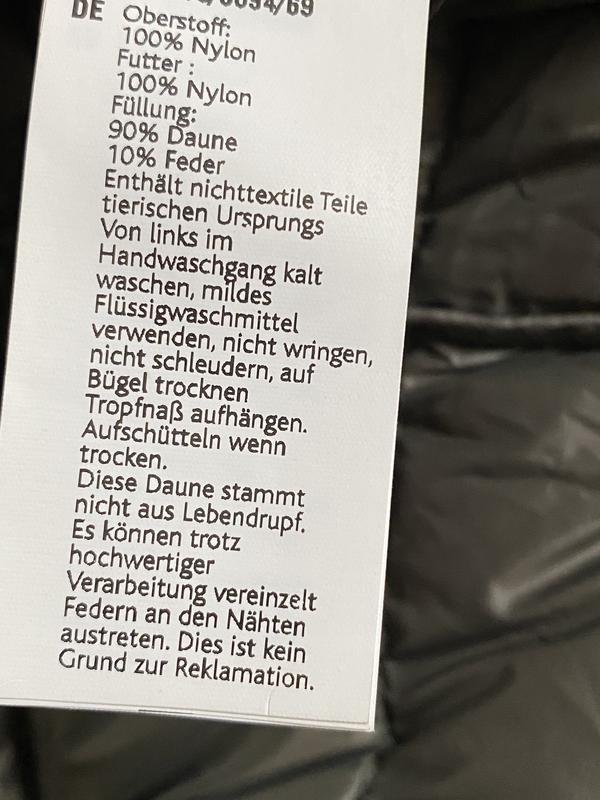 DE Oberstoff:
100% Nylon
Futter :
100% Nylon
Füllung:
90% Daune
10% Feder
Enthält nichttextile Teile
tierischen Ursprungs
Von links im
Handwaschgang kalt
waschen, mildes
Flüssigwaschmittel
verwenden, nicht wringen,
nicht schleudern, auf
Bügel trocknen
Tropfnaß aufhängen.
Aufschütteln wenn
trocken.
Diese Daune stammt
nicht aus Lebendrupf.
Es können trotz
hochwertiger
Verarbeitung vereinzelt
Federn an den Nähten
austreten. Dies ist kein
Grund zur Reklamation.